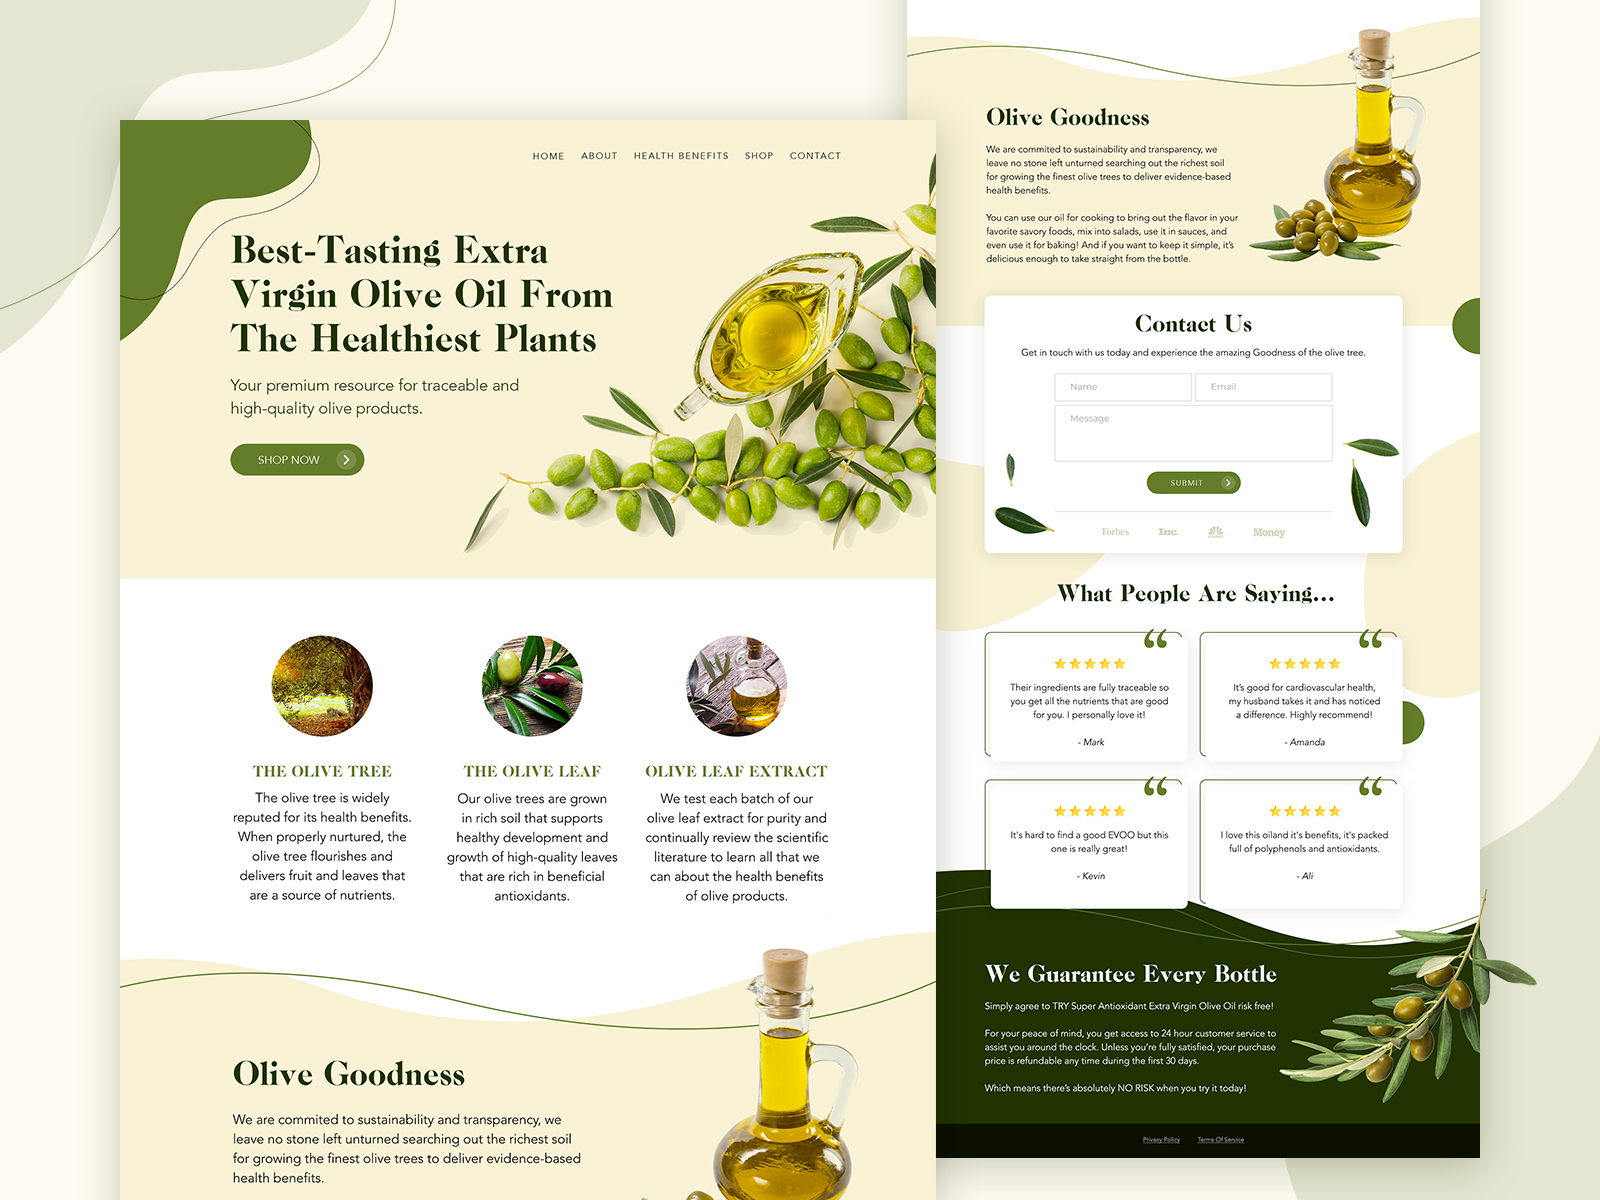 HOME ABOUT HEALTH BENEFITS SHOP CONTACT
Best-Tasting Extra
Virgin Olive Oil From
The Healthiest Plants
Your premium resource for traceable and
high-quality olive products.
SHOP NOW
THE OLIVE TREE
The olive tree is widely
reputed for its health benefits.
When properly nurtured, the
olive tree flourishes and
delivers fruit and leaves that
are a source of nutrients.
THE OLIVE LEAF
Our olive trees are grown
in rich soil that supports
healthy development and
growth of high-quality leaves
that are rich in beneficial
antioxidants.
OLIVE LEAF EXTRACT
We test each batch of our
olive leaf extract for purity and
continually review the scientific
literature to learn all that we
can about the health benefits
of olive products.
Olive Goodness
We are commited to sustainability and transparency, we
leave no stone left unturned searching out the richest soil
for growing the finest olive trees to deliver evidence-based
health benefits.
Olive Goodness
We are commited to sustainability and transparency, we
leave no stone left unturned searching out the richest soil
for growing the finest olive trees to deliver evidence-based
health benefits.
You can use our oil for cooking to bring out the flavor in your
favorite savory foods, mix into salads, use it in sauces, and
even use it for baking! And if you want to keep it simple, it's
delicious enough to take straight from the bottle.
Contact Us
Get in touch with us today and experience the amazing Goodness of the olive tree.
Name
Email
Message
SUBMIT
Forbes Inc. Money
What People Are Saying...
Their ingredients are fully traceable so
you get all the nutrients that are good
for you. I personally love it!
- Mark
It's good for cardiovascular health,
my husband takes it and has noticed
a difference. Highly recommend!
- Amanda
It's hard to find a good EVOO but this
one is really great!
- Kevin
I love this oiland it's benefits, it's packed
full of polyphenols and antioxidants.
- Ali
We Guarantee Every Bottle
Simply agree to TRY Super Antioxidant Extra Virgin Olive Oil risk free!
For your peace of mind, you get access to 24 hour customer service to
assist you around the clock. Unless you're fully satisfied, your purchase
price is refundable any time during the first 30 days.
Which means there's absolutely NO RISK when you try it today!
Privacy Policy Terms Of Service